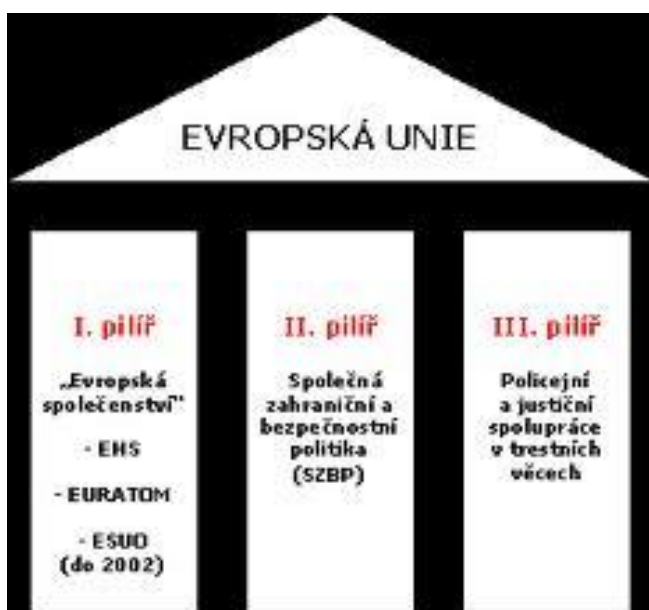 EVROPSKÁ UNIE
I. pilíř
„Evropská
společenství“
- EHS
- EURATOM
- ESUO
(do 2002)
II. pilíř
Společná
zahraniční a
bezpečnostní
politika
(SZBP)
III. pilíř
Policejní
a justiční
spolupráce
v trestních
věcech